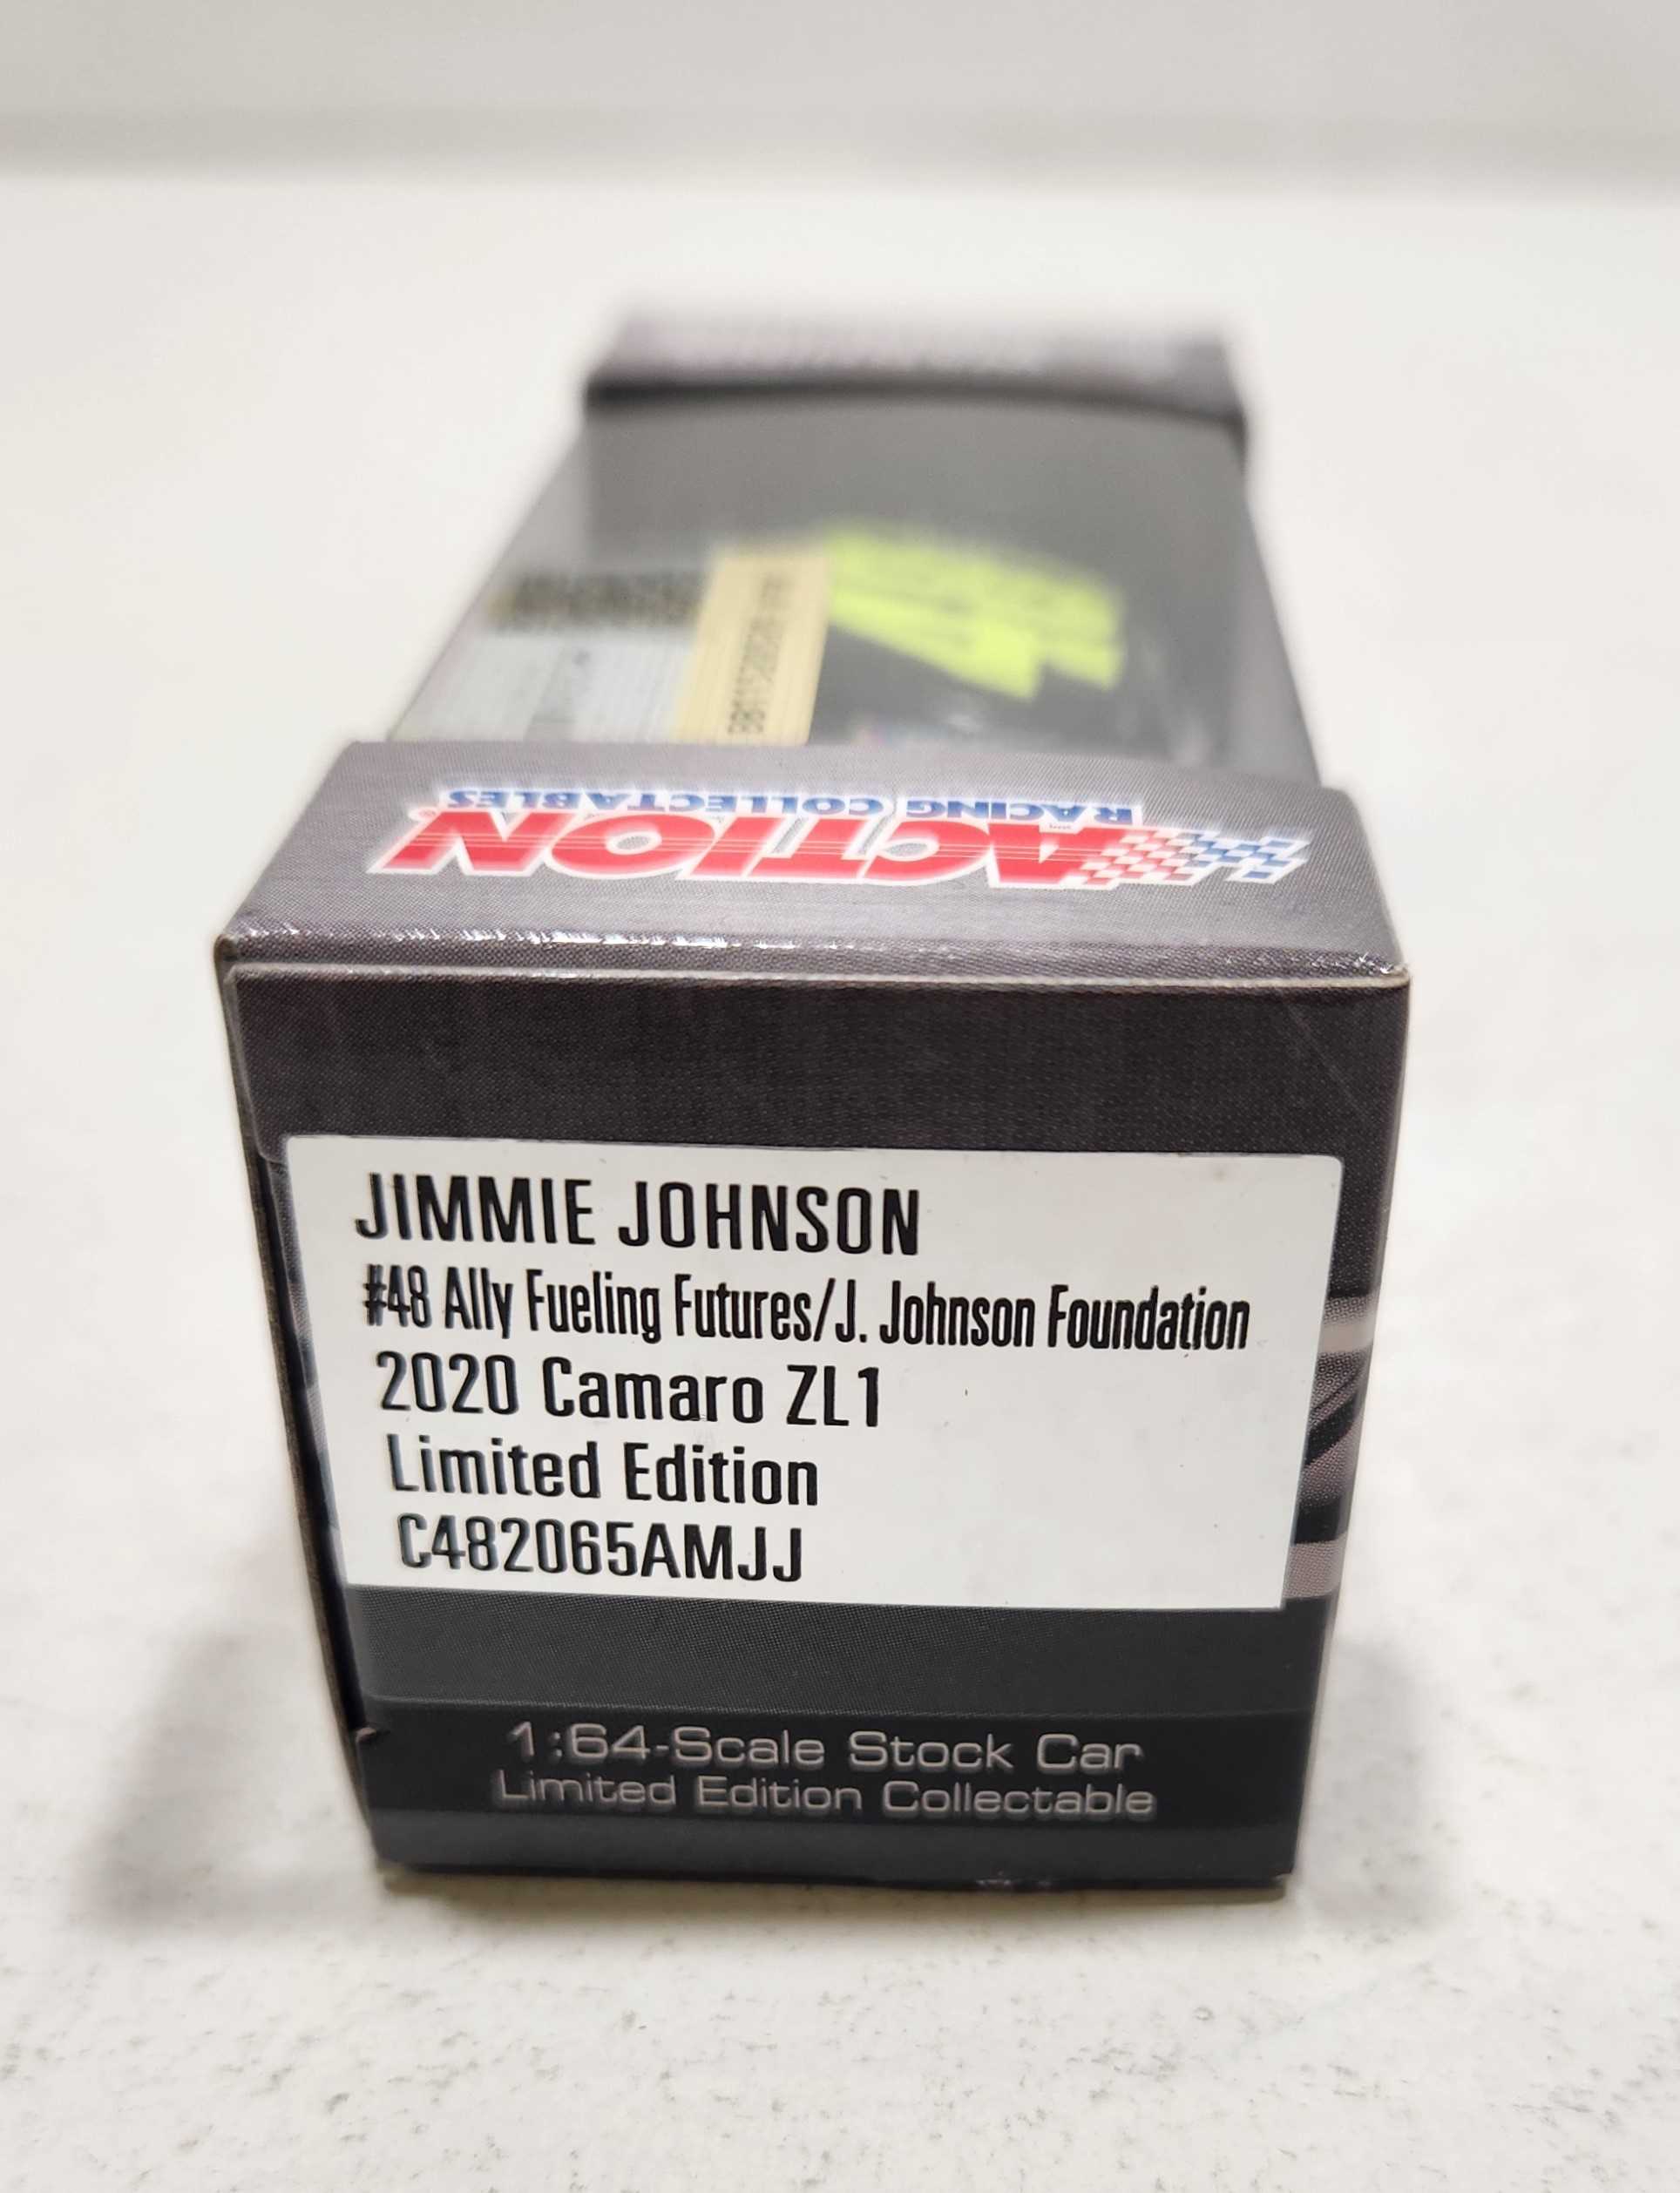 ACTION
RACING COLLECTABLES
JIMMIE JOHNSON
#48 Ally Fueling Futures/J. Johnson Foundation
2020 Camaro ZL1
Limited Edition
C482065AMJJ
1:64-Scale Stock Car
Limited Edition Collectable